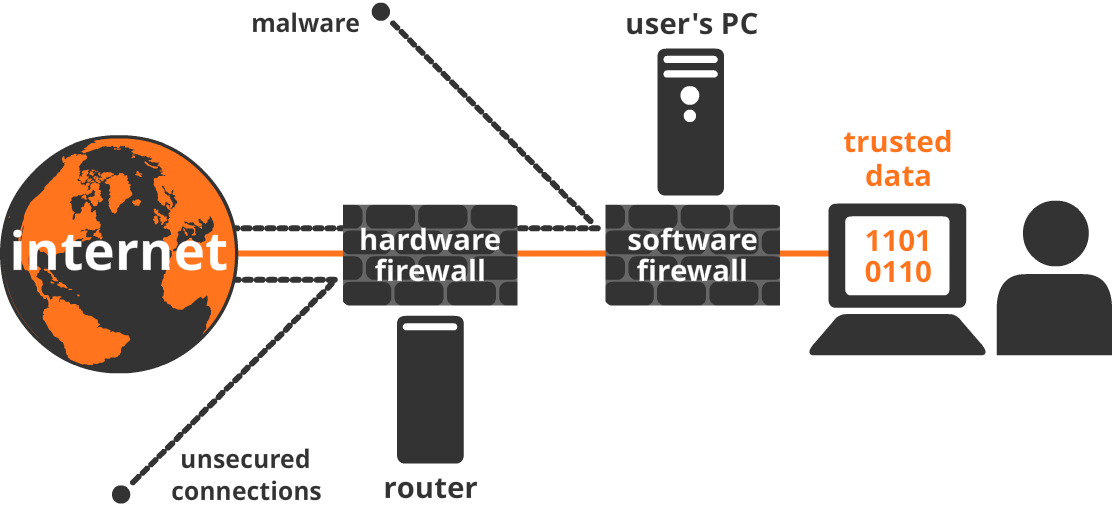 malware
user's PC
trusted
data
internet
hardware
firewall
software
firewall
1101
0110
unsecured
connections
router